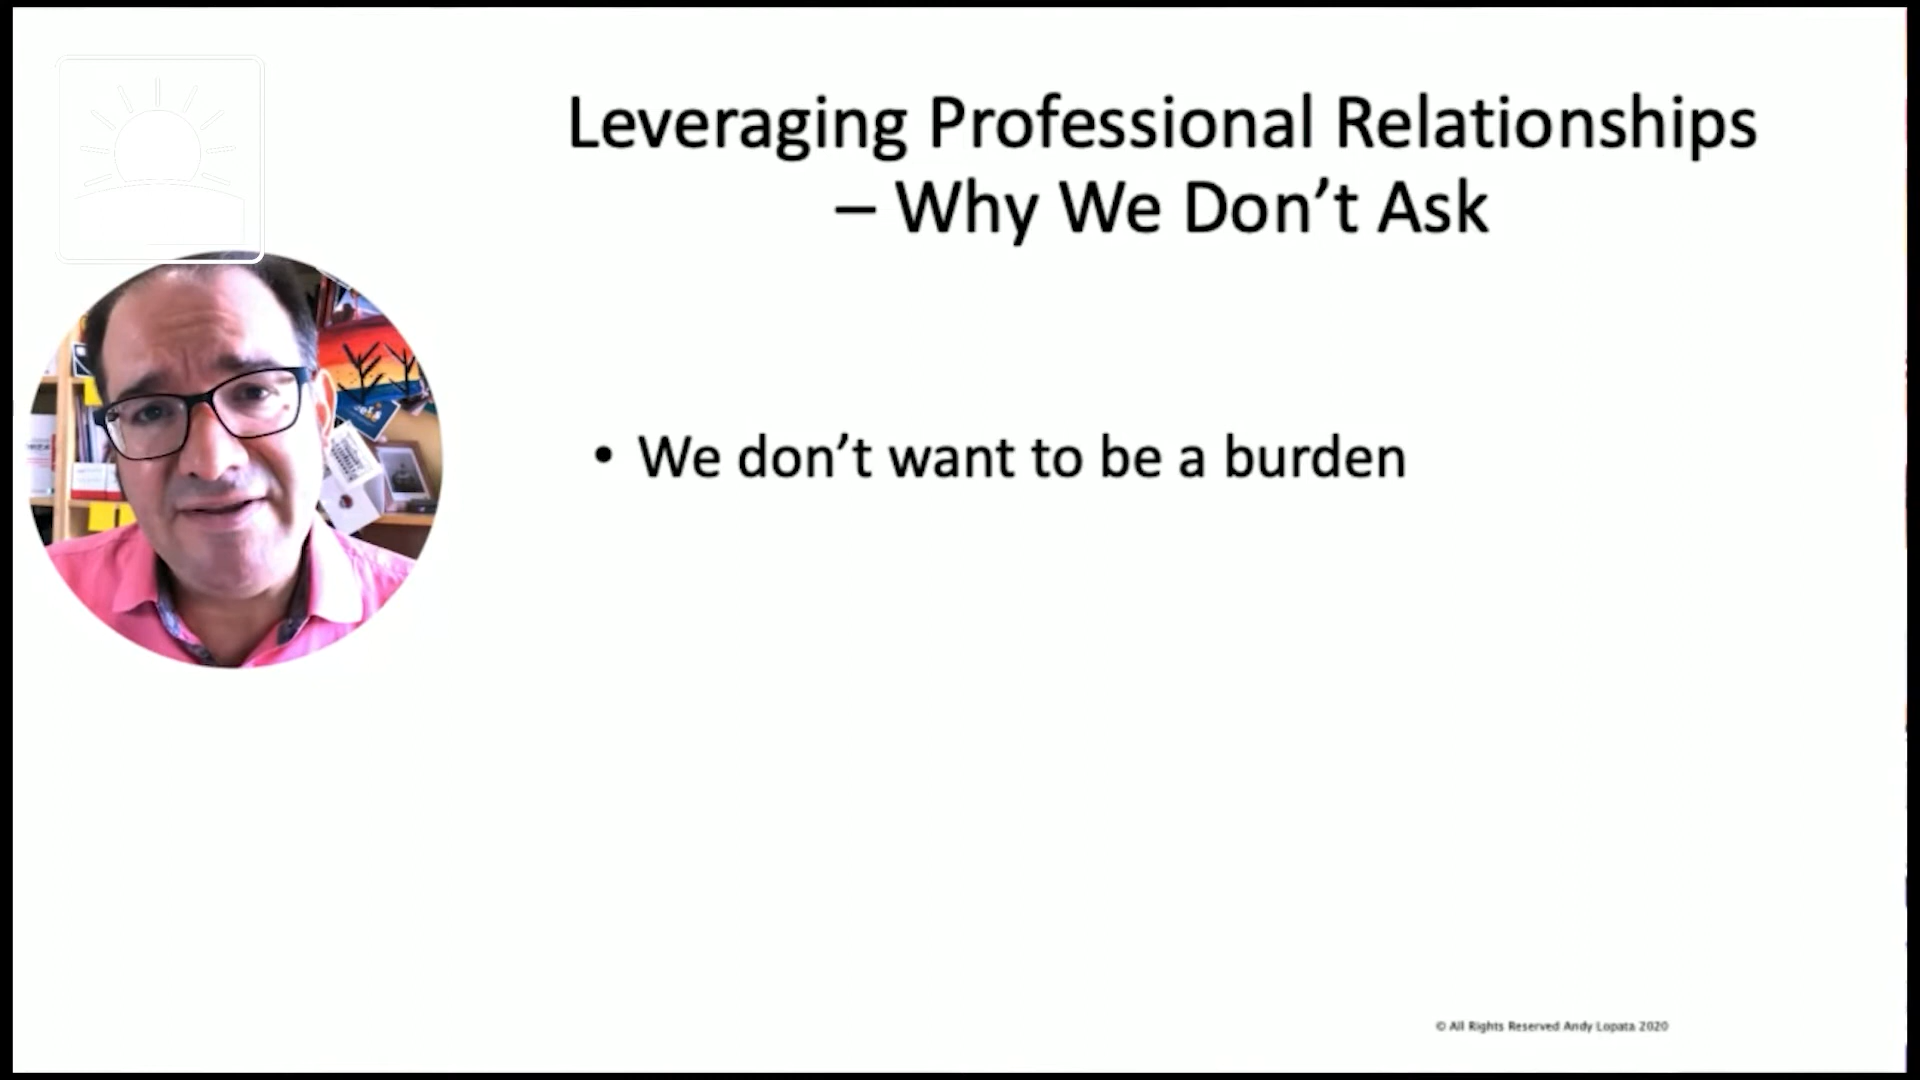 Leveraging Professional Relationships
– Why We Don’t Ask
• We don’t want to be a burden
© All Rights Reserved Andy Lopata 2020